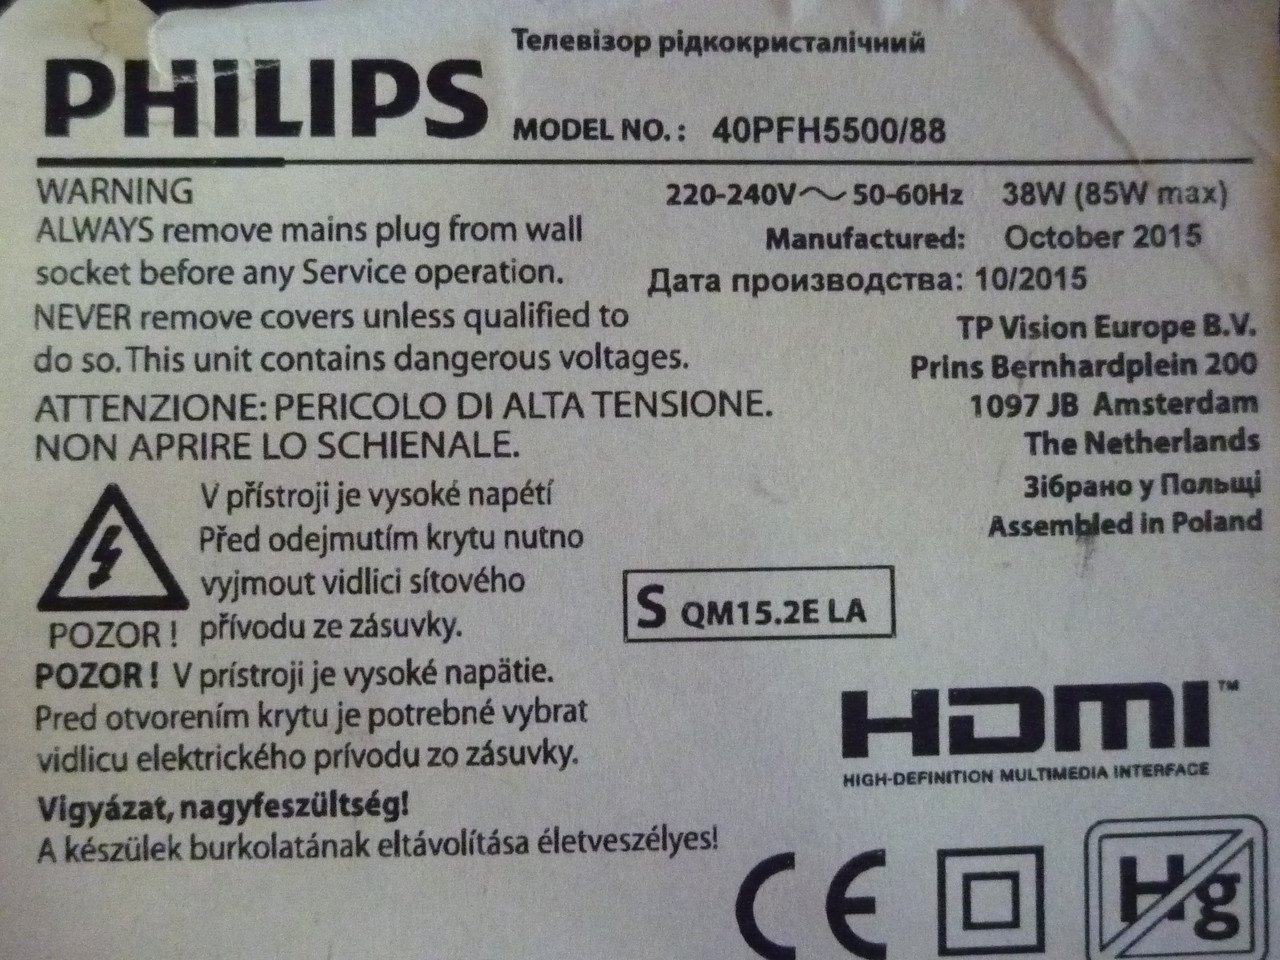 Телевізор рідкокристалічний
PHILIPS
MODEL NO.: 40PFH5500/88
WARNING
ALWAYS remove mains plug from wall
socket before any Service operation.
NEVER remove covers unless qualified to
do so. This unit contains dangerous voltages.
ATTENZIONE: PERICOLO DI ALTA TENSIONE.
NON APRIRE LO SCHIENALE.
220-240V~ 50-60Hz 38W (85W max)
Manufactured: October 2015
Дата производства: 10/2015
TP Vision Europe B.V.
Prins Bernhardplein 200
1097 JB Amsterdam
The Netherlands
Зібрано у Польщі
Assembled in Poland
V přístroji je vysoké napétí
Před odejmutím krytu nutno
vyjmout vidlici sítového
přívodu ze zásuvky.
POZOR !
POZOR ! V prístroji je vysoké napätie.
Pred otvorením krytu je potrebné vybrat
vidlicu elektrického prívodu zo zásuvky.
Vigyázat, nagyfeszültség!
A készülek burkolatának eltávolítása életveszélyes!
S QM15.2E LA
HDMI™
HIGH-DEFINITION MULTIMEDIA INTERFACE
CE
Hg